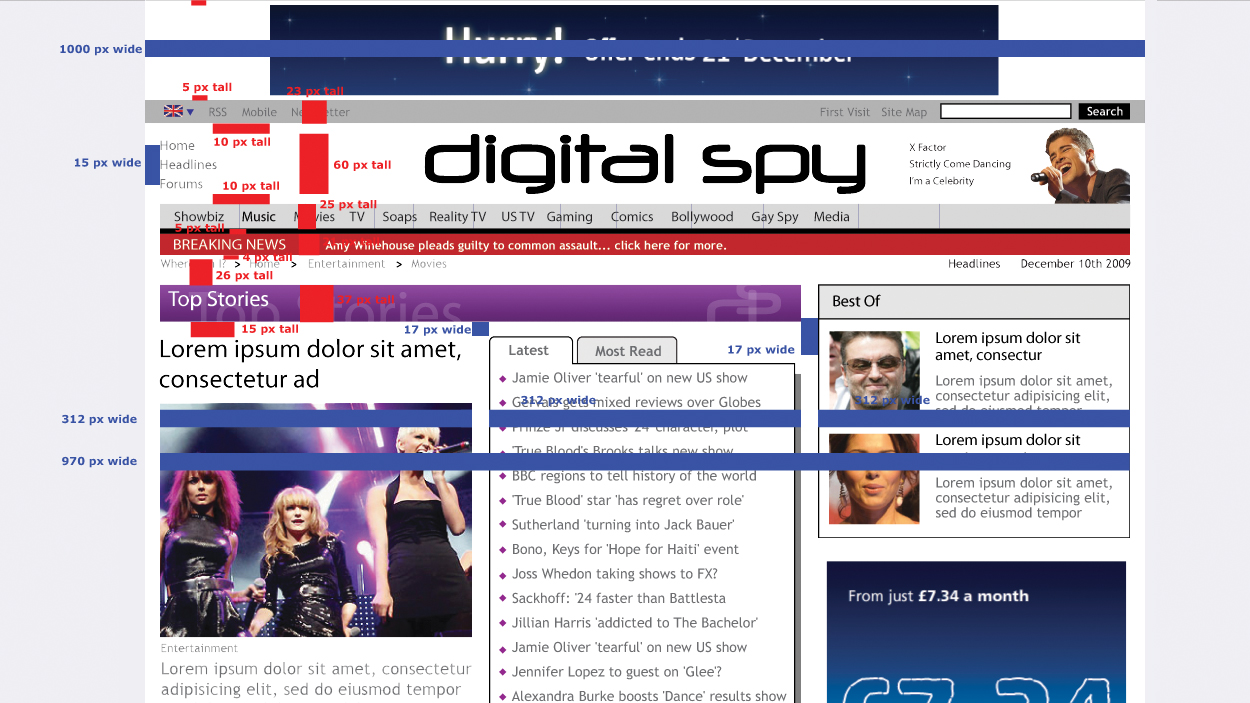 Hurry! Offer ends 21st December
1000 px wide
5 px tall
23 px tall
RSS Mobile Newsletter
First Visit Site Map
Search
10 px tall
15 px wide
60 px tall
Home
Headlines
Forums
digital spy
X Factor
Strictly Come Dancing
I'm a Celebrity
10 px tall
25 px tall
Showbiz Music Movies TV Soaps Reality TV US TV Gaming Comics Bollywood Gay Spy Media
5 px tall
BREAKING NEWS Amy Winehouse pleads guilty to common assault... click here for more.
4 px tall
Where am I? > Home > Entertainment > Movies
Headlines December 10th 2009
26 px tall
Top Stories
Top Stories
37 px tall
Best Of
15 px tall
17 px wide
17 px wide
Lorem ipsum dolor sit amet,
consectetur ad
Latest
Most Read
Jamie Oliver 'tearful' on new US show
Gervais gets mixed reviews over Globes
312 px wide
312 px wide
Prinze Jr discusses '24' character, plot
'True Blood's Brooks talks new show
BBC regions to tell history of the world
'True Blood' star 'has regret over role'
Sutherland 'turning into Jack Bauer'
Bono, Keys for 'Hope for Haiti' event
Joss Whedon taking shows to FX?
Sackhoff: '24 faster than Battlesta
Jillian Harris 'addicted to The Bachelor'
Jamie Oliver 'tearful' on new US show
Jennifer Lopez to guest on 'Glee'?
Alexandra Burke boosts 'Dance' results show
Lorem ipsum dolor sit
amet, consectur
Lorem ipsum dolor sit amet,
consectetur adipisicing elit,
sed do eiusmod tempor
Lorem ipsum dolor sit
Lorem ipsum dolor sit amet,
consectetur adipisicing elit,
sed do eiusmod tempor
312 px wide
970 px wide
Entertainment
Lorem ipsum dolor sit amet, consectetur
adipisicing elit, sed do eiusmod tempor
From just £7.34 a month
£7.34